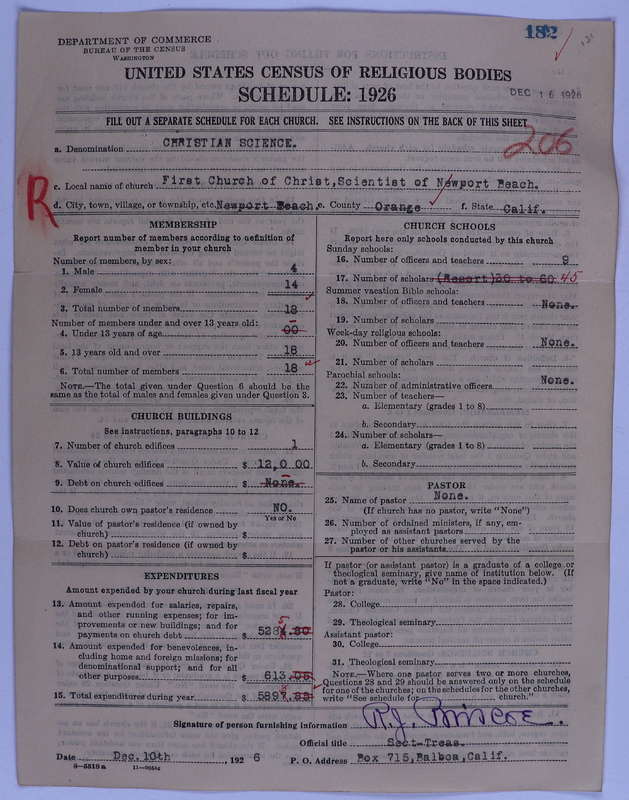 182
DEPARTMENT OF COMMERCE
BUREAU OF THE CENSUS
WASHINGTON
UNITED STATES CENSUS OF RELIGIOUS BODIES
SCHEDULE: 1926
DEC 16 1926
FILL OUT A SEPARATE SCHEDULE FOR EACH CHURCH. SEE INSTRUCTIONS ON THE BACK OF THIS SHEET
206
a. Denomination CHRISTIAN SCIENCE.
R
c. Local name of church First Church of Christ,Scientist of Newport Beach.
d. City, town, village, or township, etc. Newport Beach. e. County Orange f. State Calif.
MEMBERSHIP
Report number of members according to definition of
member in your church
Number of members, by sex:
1. Male 4
2. Female 14
3. Total number of members 18
Number of members under and over 13 years old:
4. Under 13 years of age 00
5. 13 years old and over 18
6. Total number of members 18
NOTE.—The total given under Question 6 should be the
same as the total of males and females given under Question 3.
CHURCH BUILDINGS
See instructions, paragraphs 10 to 12
7. Number of church edifices 1
8. Value of church edifices $ 12,0 00
9. Debt on church edifices $ None.
10. Does church own pastor's residence NO.
Yes or No
11. Value of pastor's residence (if owned by
church) $
12. Debt on pastor's residence (if owned by
church) $
EXPENDITURES
Amount expended by your church during last fiscal year
13. Amount expended for salaries, repairs,
and other running expenses; for im-
provements or new buildings; and for
payments on church debt $ 5284.80
5
14. Amount expended for benevolences, in-
cluding home and foreign missions; for
denominational support; and for all
other purposes $ 613.05
15. Total expenditures during year $ 5897.85
8
CHURCH SCHOOLS
Report here only schools conducted by this church
Sunday schools:
16. Number of officers and teachers 9
17. Number of scholars (About)30 to 60 45
Summer vacation Bible schools:
18. Number of officers and teachers None.
19. Number of scholars
Week-day religious schools:
20. Number of officers and teachers None.
21. Number of scholars
Parochial schools:
22. Number of administrative officers None.
23. Number of teachers—
a. Elementary (grades 1 to 8)
b. Secondary
24. Number of scholars—
a. Elementary (grades 1 to 8)
b. Secondary
PASTOR
25. Name of pastor None.
(If church has no pastor, write "None")
26. Number of ordained ministers, if any, em-
ployed as assistant pastors
27. Number of other churches served by the
pastor or his assistants
If pastor (or assistant pastor) is a graduate of a college or
theological seminary, give name of institution below. (If
not a graduate, write "No" in the space indicated.)
Pastor:
28. College
29. Theological seminary
Assistant pastor:
30. College
31. Theological seminary
NOTE.—Where one pastor serves two or more churches,
Questions 28 and 29 should be answered only on the schedule
for one of the churches; on the schedules for the other churches,
write "See schedule for church."
Signature of person furnishing information R.J. Briscoe.
Official title Sect-Treas.
Date Dec. 10th , 192 6 P. O. Address Box 715,Balboa,Calif.
8—5518a 11—9054a